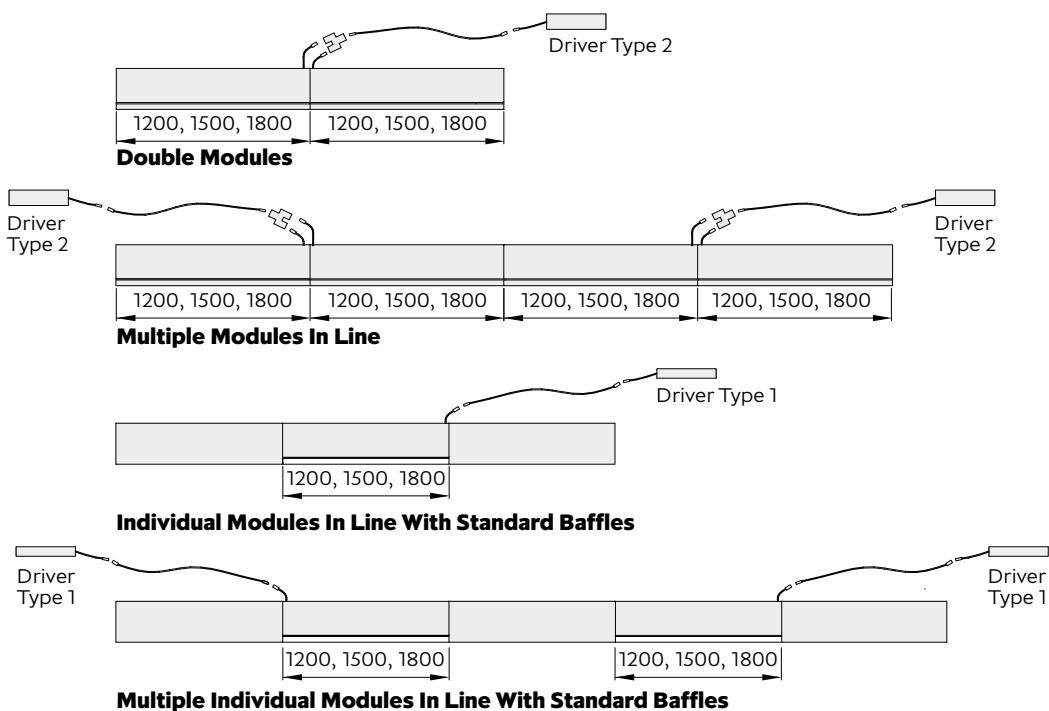 Driver Type 2
1200, 1500, 1800 1200, 1500, 1800
Double Modules
Driver
Type 2
Driver
Type 2
1200, 1500, 1800 1200, 1500, 1800 1200, 1500, 1800 1200, 1500, 1800
Multiple Modules In Line
Driver Type 1
1200, 1500, 1800
Individual Modules In Line With Standard Baffles
Driver
Type 1
Driver
Type 1
1200, 1500, 1800 1200, 1500, 1800
Multiple Individual Modules In Line With Standard Baffles